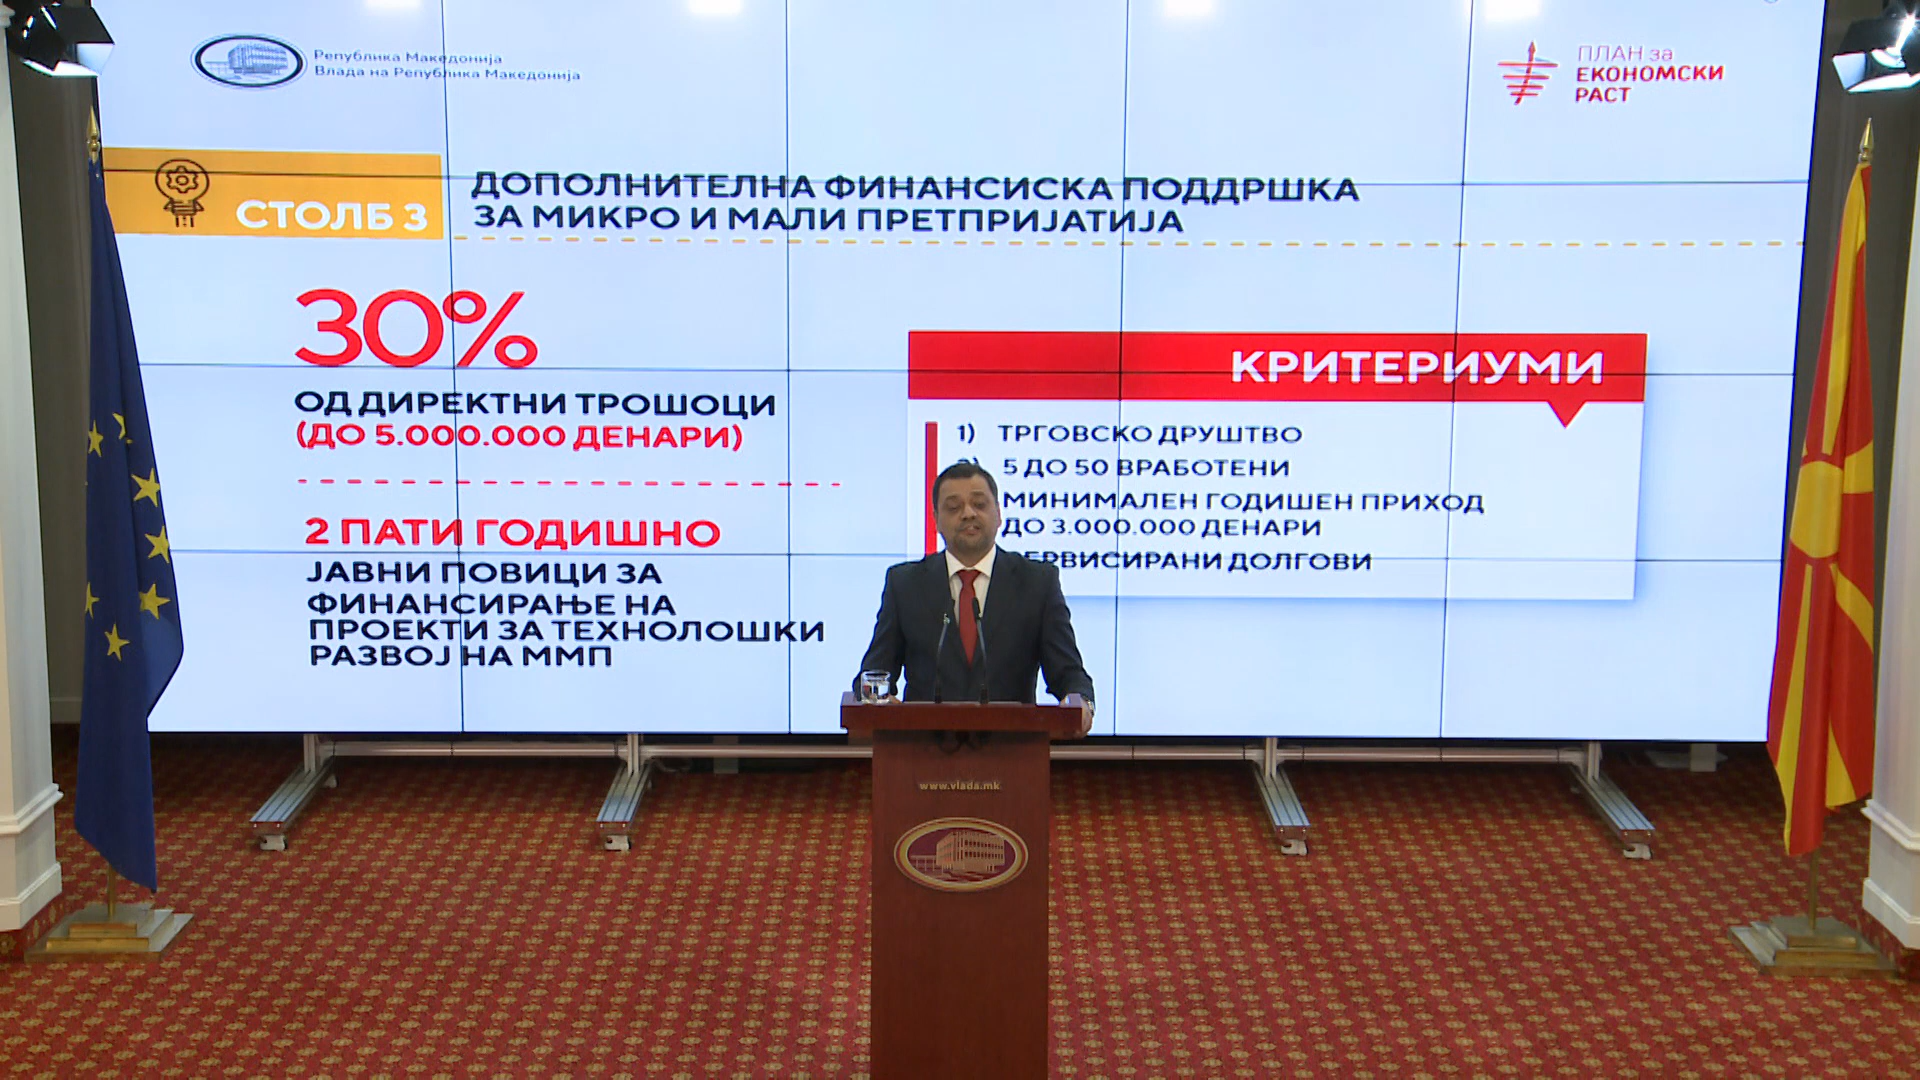 Република Македонија
Влада на Република Македонија
ПЛАН за
ЕКОНОМСКИ
РАСТ
СТОЛБ 3
ДОПОЛНИТЕЛНА ФИНАНСИСКА ПОДДРШКА
ЗА МИКРО И МАЛИ ПРЕТПРИЈАТИЈА
30%
ОД ДИРЕКТНИ ТРОШОЦИ
(ДО 5.000.000 ДЕНАРИ)
2 ПАТИ ГОДИШНО
ЈАВНИ ПОВИЦИ ЗА
ФИНАНСИРАЊЕ НА
ПРОЕКТИ ЗА ТЕХНОЛОШКИ
РАЗВОЈ НА ММП
КРИТЕРИУМИ
1) ТРГОВСКО ДРУШТВО
5 ДО 50 ВРАБОТЕНИ
МИНИМАЛЕН ГОДИШЕН ПРИХОД
ДО 3.000.000 ДЕНАРИ
ДОЛГОВИ
www.vlada.mk